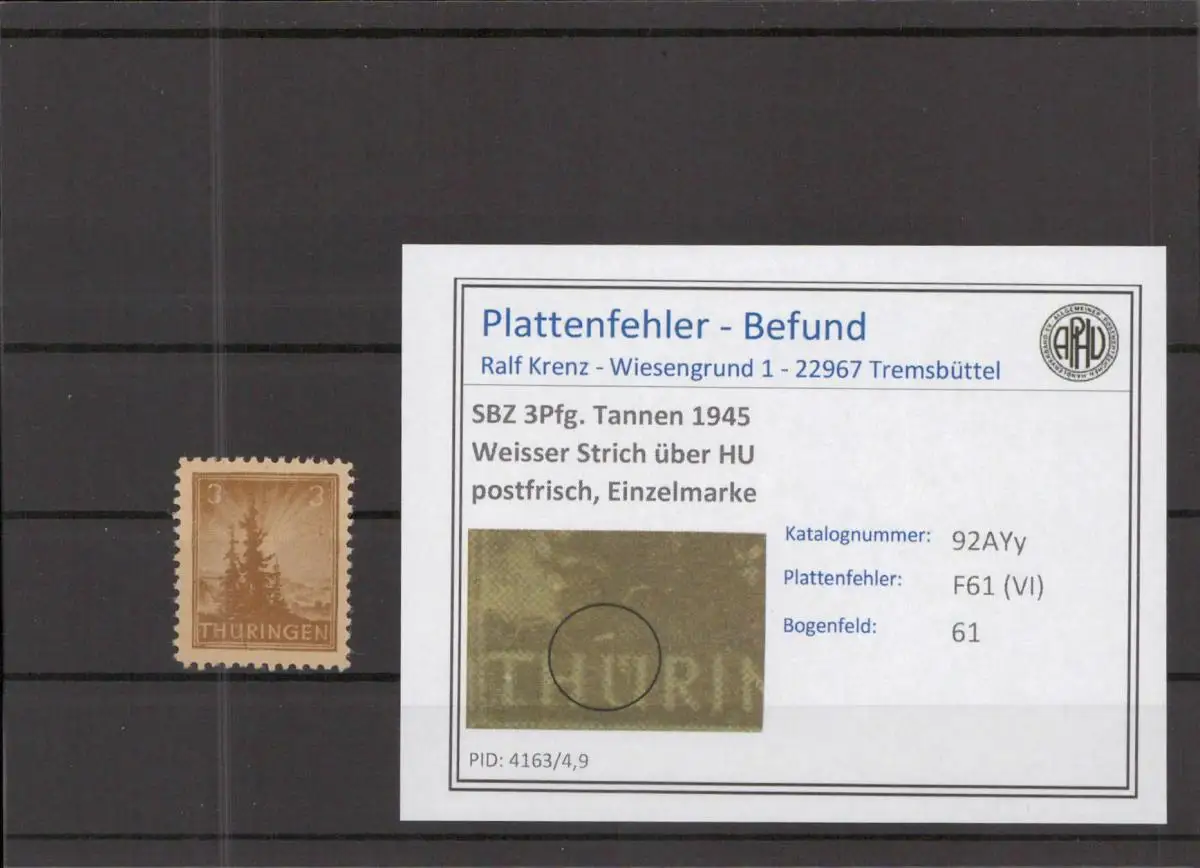 3 3
THÜRINGEN
Plattenfehler - Befund
Ralf Krenz - Wiesengrund 1 - 22967 Tremsbüttel
APHV
SBZ 3Pfg. Tannen 1945
Weisser Strich über HU
postfrisch, Einzelmarke
THÜRIN
Katalognummer: 92AYy
Plattenfehler: F61 (VI)
Bogenfeld: 61
PID: 4163/4,9